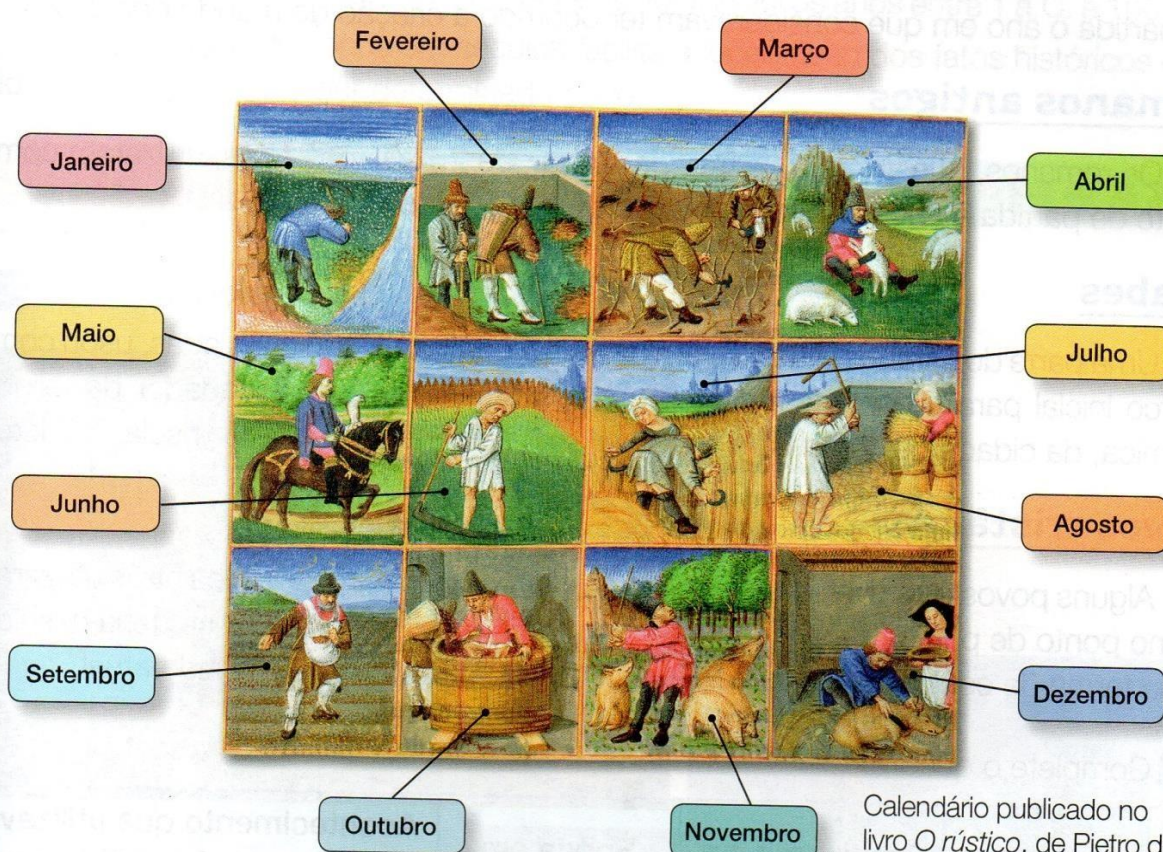 Fevereiro
Março
Janeiro
Abril
Maio
Julho
Junho
Agosto
Setembro
Dezembro
Outubro
Novembro
Calendário publicado no
livro O rústico, de Pietro